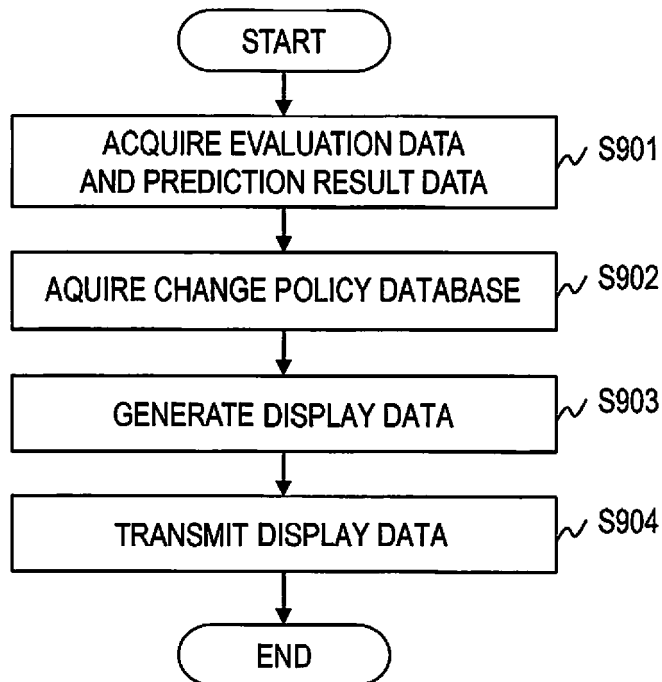 START
ACQUIRE EVALUATION DATA
AND PREDICTION RESULT DATA
S901
AQUIRE CHANGE POLICY DATABASE
S902
GENERATE DISPLAY DATA
S903
TRANSMIT DISPLAY DATA
S904
END